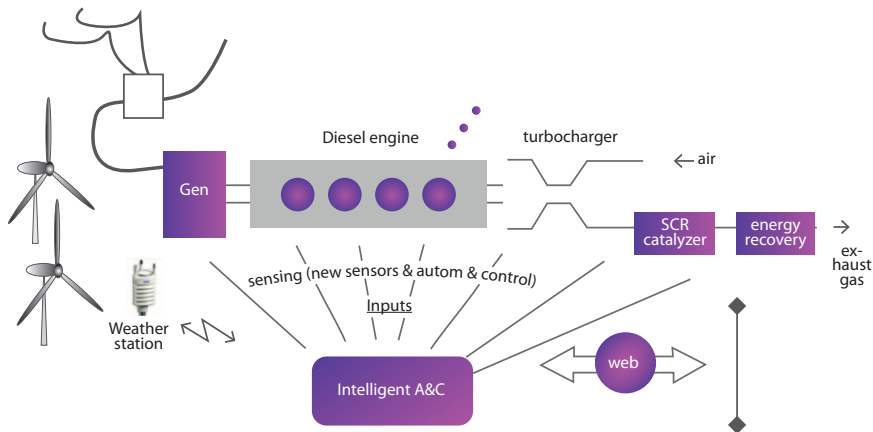 Diesel engine
turbocharger
air
Gen
SCR
catalyzer
energy
recovery
ex-
haust
gas
sensing (new sensors & autom & control)
Inputs
Weather
station
web
Intelligent A&C